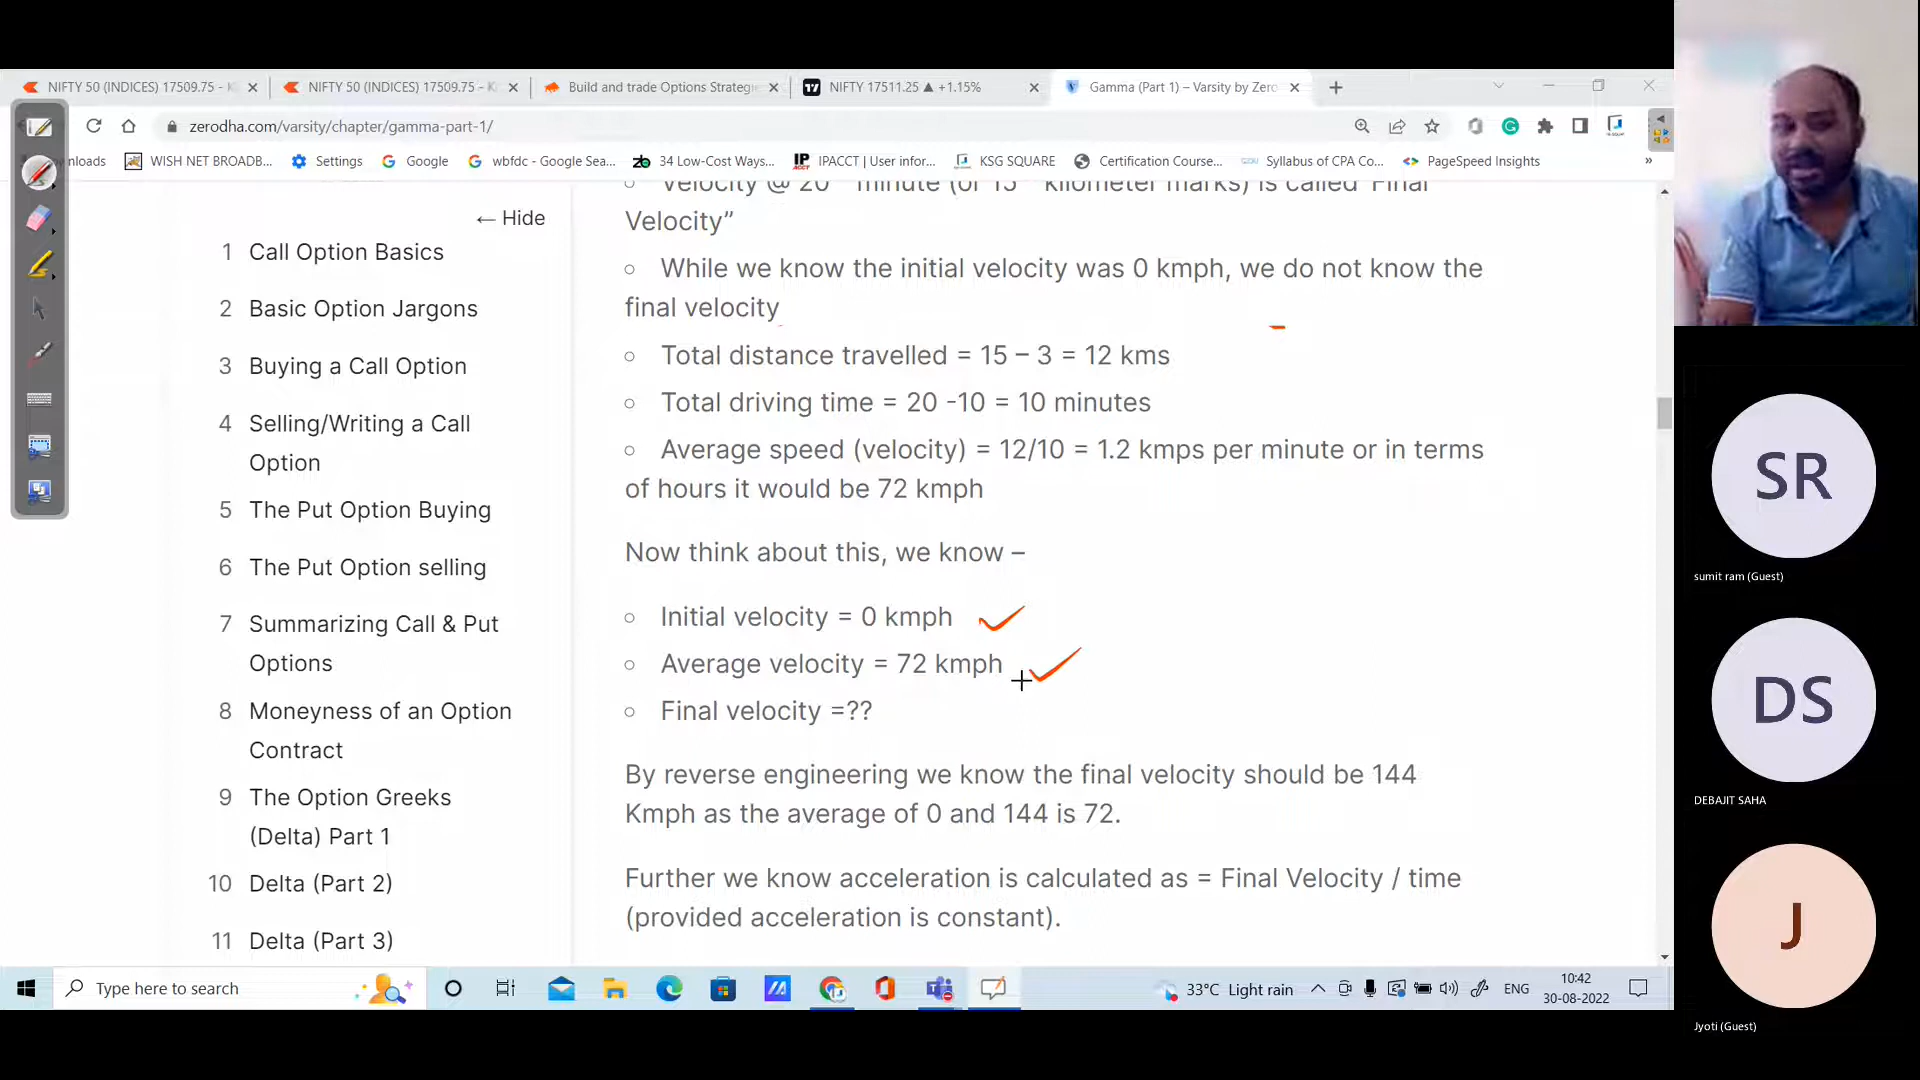 NIFTY 50 (INDICES) 17509.75 - K
NIFTY 50 (INDICES) 17509.75 - K
Build and trade Options Strategi
NIFTY 17511.25 ▲ +1.15%
Gamma (Part 1) – Varsity by Zero
zerodha.com/varsity/chapter/gamma-part-1/
WISH NET BROADB...
Settings
Google
wbfdc - Google Sea...
34 Low-Cost Ways...
IPACCT | User infor...
KSG SQUARE
Certification Course...
Syllabus of CPA Co...
PageSpeed Insights
»
← Hide
1 Call Option Basics
2 Basic Option Jargons
3 Buying a Call Option
4 Selling/Writing a Call
Option
5 The Put Option Buying
6 The Put Option selling
7 Summarizing Call & Put
Options
8 Moneyness of an Option
Contract
9 The Option Greeks
(Delta) Part 1
10 Delta (Part 2)
11 Delta (Part 3)
Velocity @ 20 minute (or 15 kilometer marks) is called 'Final
Velocity”
While we know the initial velocity was 0 kmph, we do not know the
final velocity
Total distance travelled = 15 – 3 = 12 kms
Total driving time = 20 -10 = 10 minutes
Average speed (velocity) = 12/10 = 1.2 kmps per minute or in terms
of hours it would be 72 kmph
Now think about this, we know –
Initial velocity = 0 kmph
Average velocity = 72 kmph
Final velocity =??
By reverse engineering we know the final velocity should be 144
Kmph as the average of 0 and 144 is 72.
Further we know acceleration is calculated as = Final Velocity / time
(provided acceleration is constant).
SR
sumit ram (Guest)
DS
DEBAJIT SAHA
J
Jyoti (Guest)
Type here to search
33°C Light rain
ENG
10:42
30-08-2022